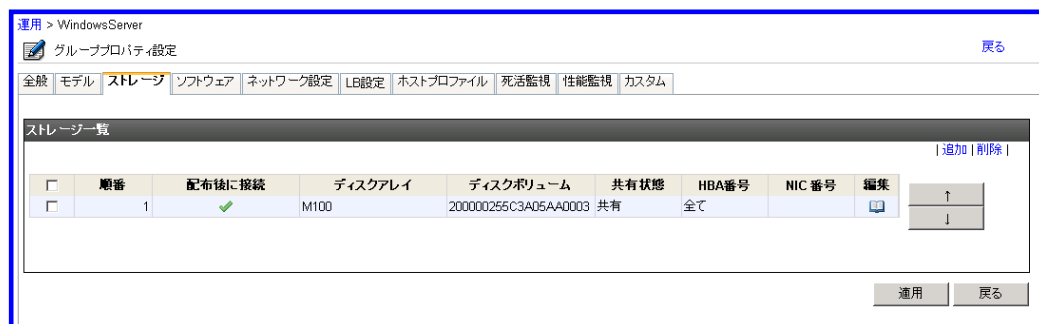 運用 > WindowsServer
グループプロパティ設定 戻る
全般 モデル ストレージ ソフトウェア ネットワーク設定 LB設定 ホストプロファイル 死活監視 性能監視 カスタム
ストレージ一覧
| 追加 | 削除 |
順番 配布後に接続 ディスクアレイ ディスクボリューム 共有状態 HBA番号 NIC 番号 編集
1 M100 200000255C3A05AA0003 共有 全て
↑
↓
適用 戻る